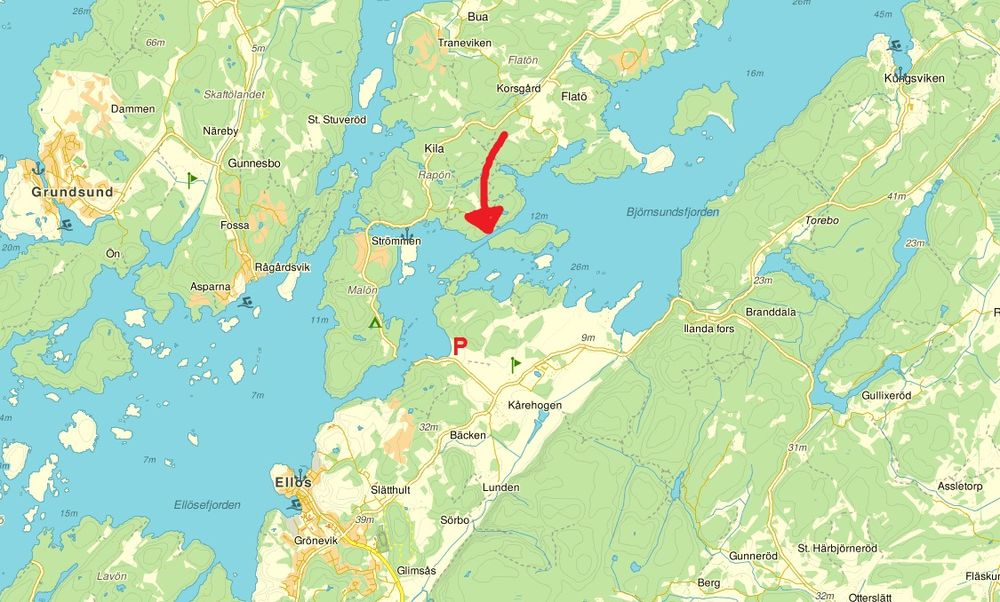 26m
45m
Bua
66m
5m
Traneviken
Flatön
16m
Kungsviken
Korsgård
Flatö
Skaftölandet
Dammen
St. Stuveröd
Näreby
Kila
Gunnesbo
Rapön
Grundsund
41m
12m
Björnsundsfjorden
Torebo
Fossa
Strömmen
23m
20m
Ön
Rågårdsvik
26m
23m
Asparna
Malön
11m
Branddala
Ilanda fors
9m
P
7m
Gullixeröd
Kårehogen
32m
Bäcken
31m
7m
Ellös
Slätthult
Lunden
Assletorp
Ellösefjorden
15m
39m
Sörbo
Grönevik
St. Härbjörneröd
Gunneröd
Glimsås
Lavön
Berg
Fläskun
32m
Otterslätt